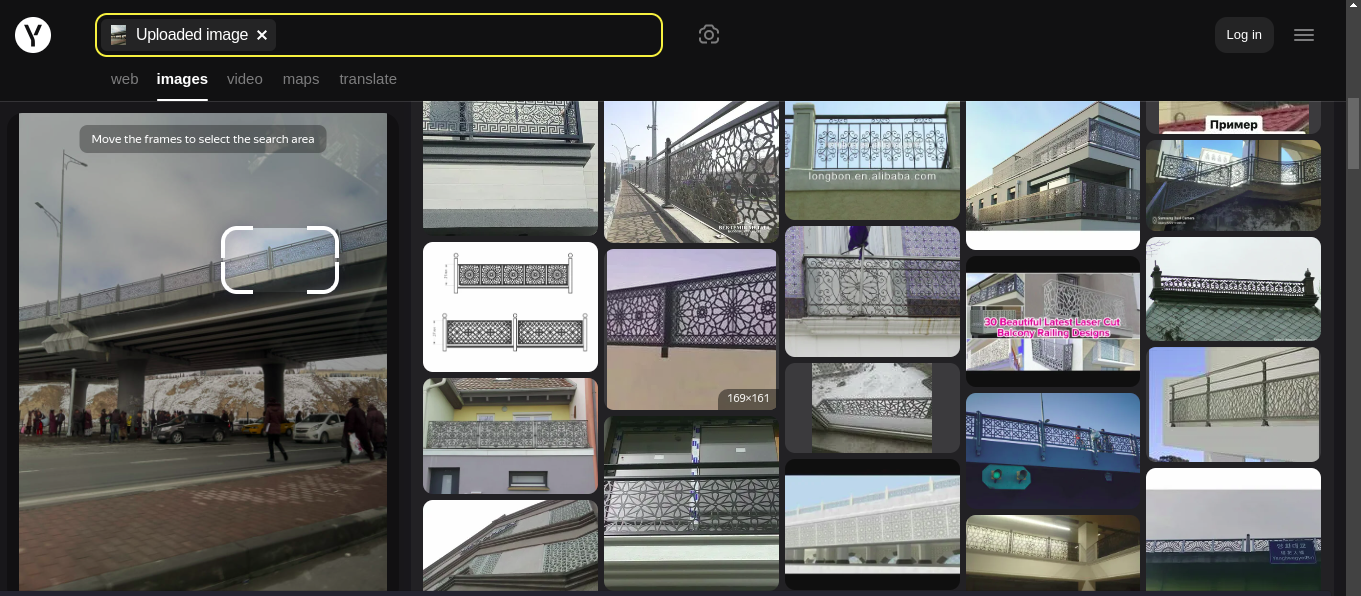 Y
Uploaded image
Log in
web
images
video
maps
translate
Move the frames to select the search area
Пример
longbon.en.alibaba.com
30 Beautiful Latest Laser Cut
Balcony Railing Designs
169×161